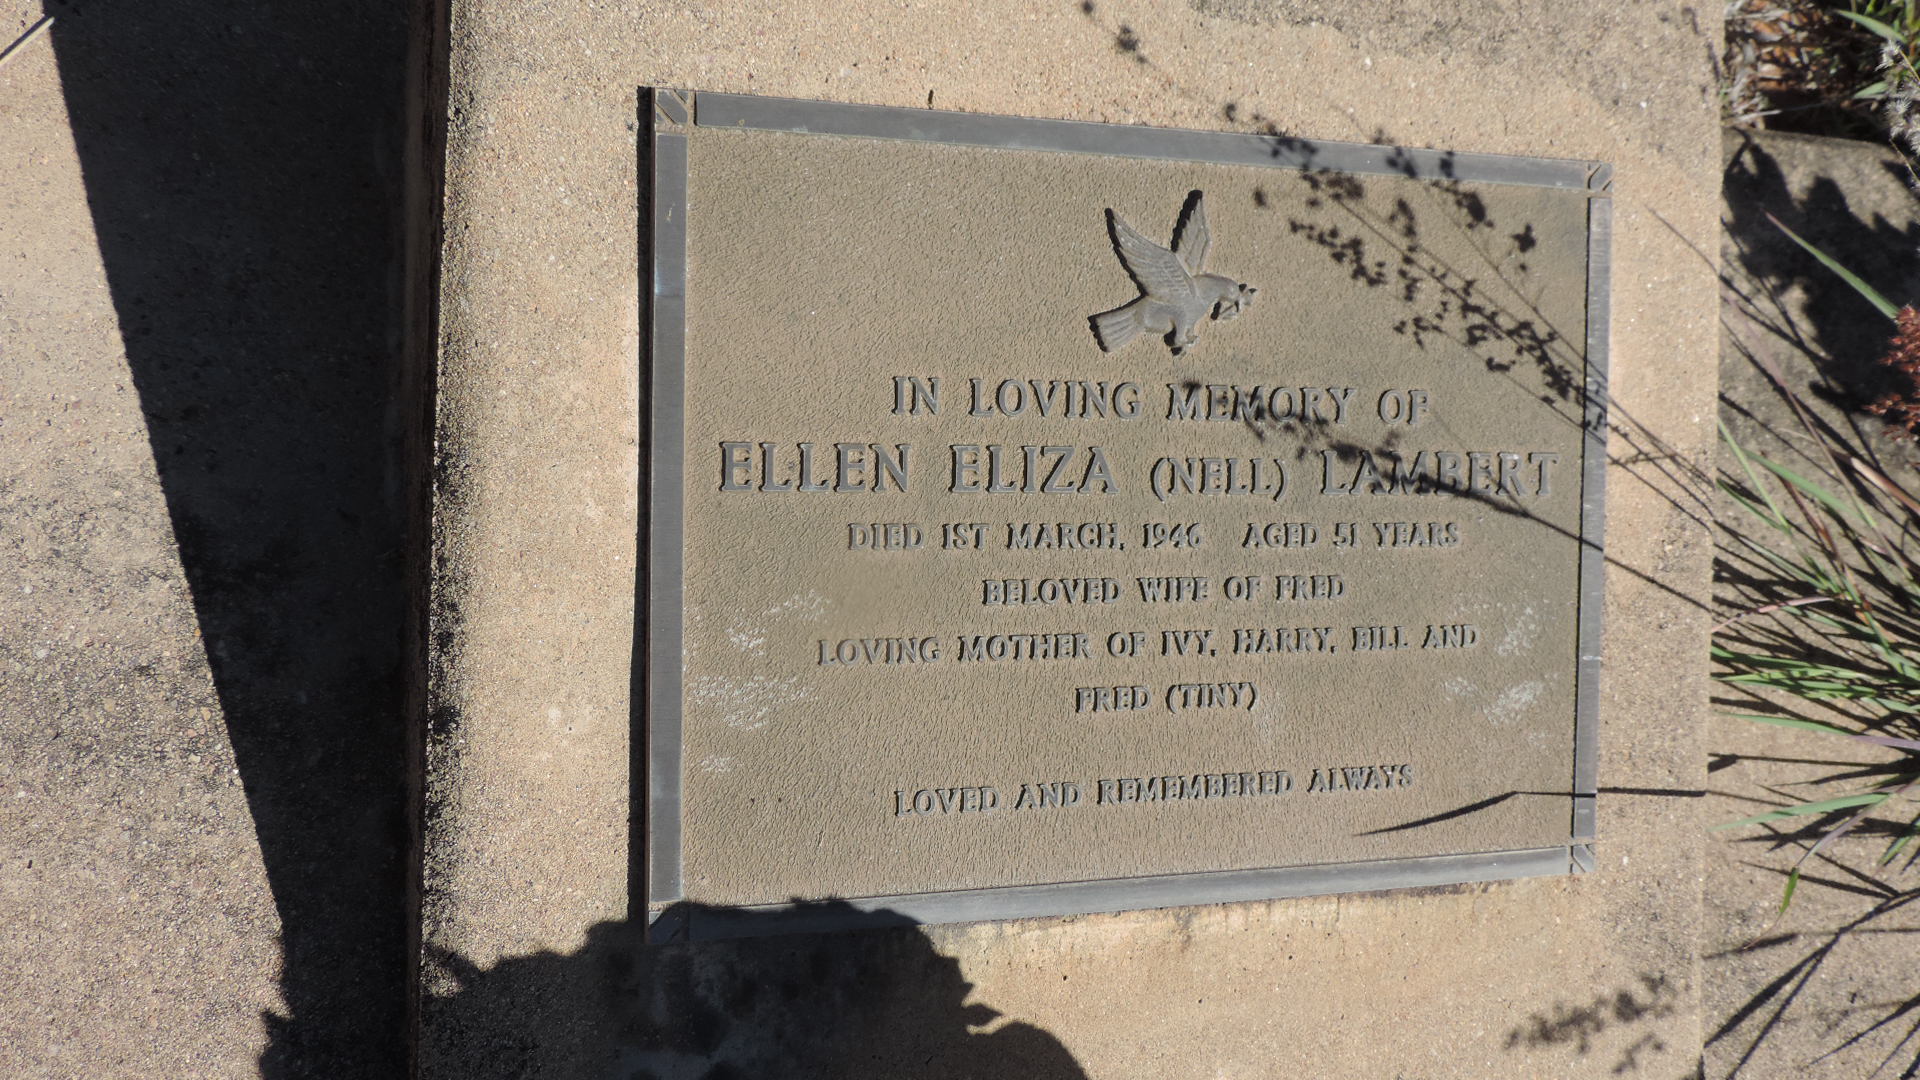 IN LOVING MEMORY OF
ELLEN ELIZA (NELL) LAMBERT
DIED 1ST MARCH, 1946 AGED 51 YEARS
BELOVED WIFE OF FRED
LOVING MOTHER OF IVY, HARRY, BILL AND
FRED (TINY)
LOVED AND REMEMBERED ALWAYS